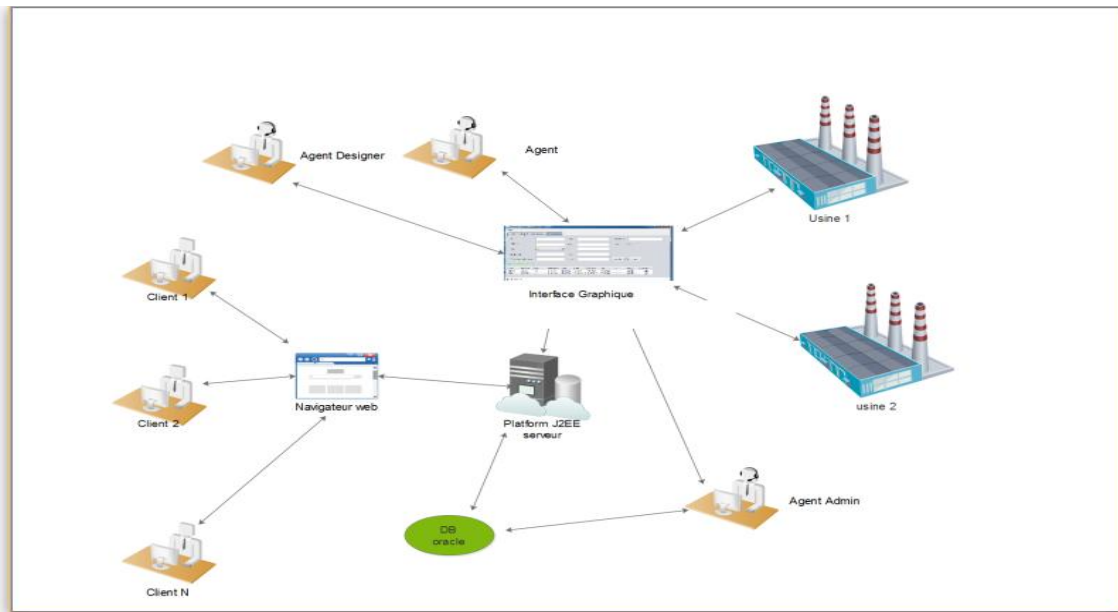 Agent Designer
Agent
Usine 1
Interface Graphique
Client 1
usine 2
Client 2
Navigateur web
Platform J2EE
serveur
Agent Admin
DB
oracle
Client N